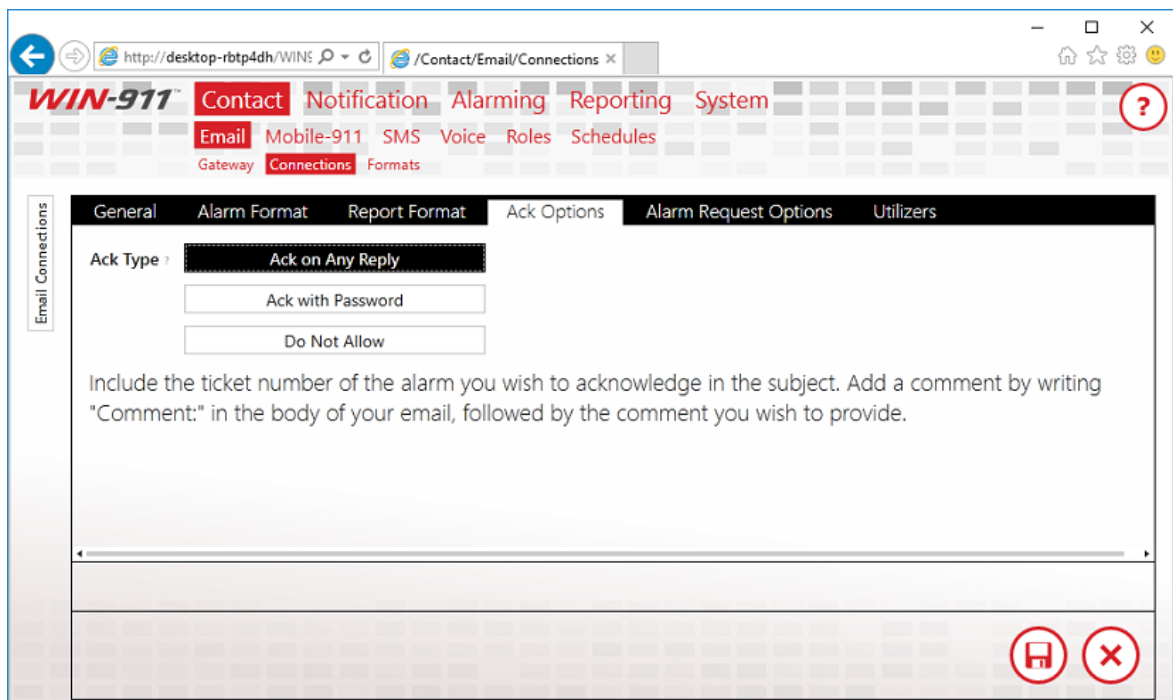 http://desktop-rbtp4dh/WINS
/Contact/Email/Connections
WIN-911™ Contact Notification Alarming Reporting System
?
Email Mobile-911 SMS Voice Roles Schedules
Gateway Connections Formats
Email Connections
General Alarm Format Report Format Ack Options Alarm Request Options Utilizers
Ack Type ? Ack on Any Reply
Ack with Password
Do Not Allow
Include the ticket number of the alarm you wish to acknowledge in the subject. Add a comment by writing
"Comment:" in the body of your email, followed by the comment you wish to provide.